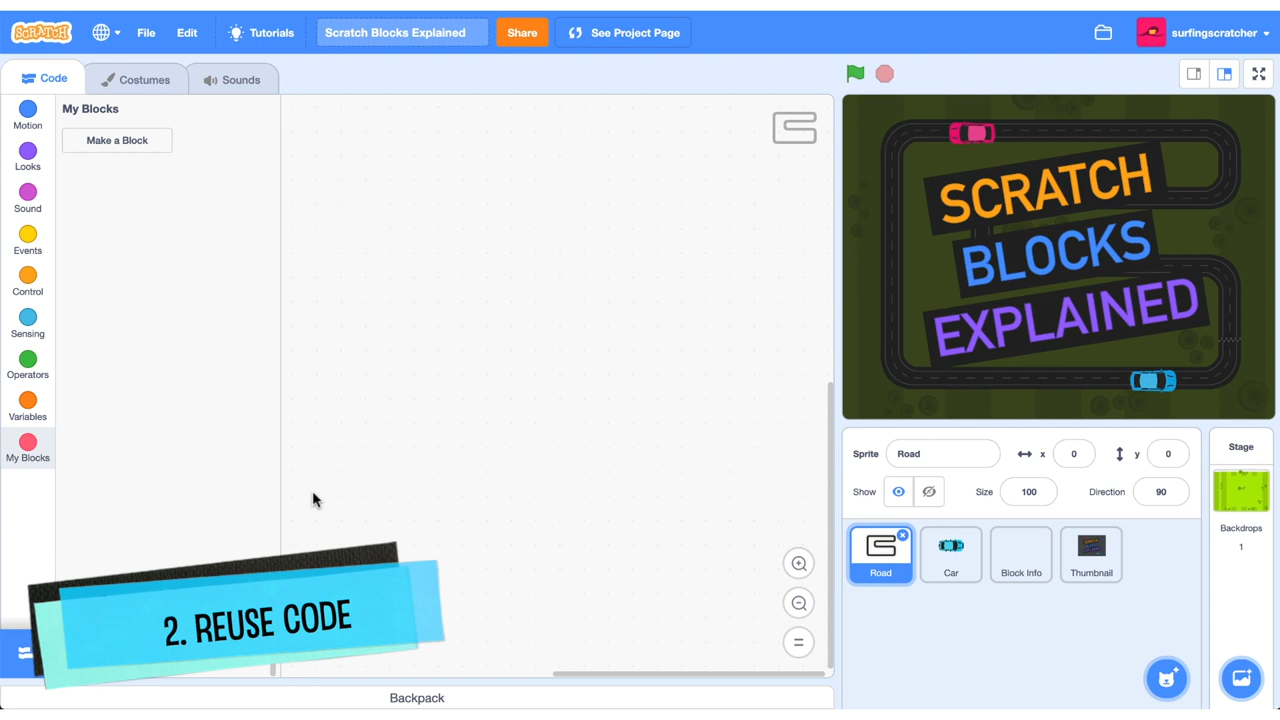 SCRATCH
File
Edit
Tutorials
Scratch Blocks Explained
Share
See Project Page
surfingscratcher
Code
Costumes
Sounds
Motion
Looks
Sound
Events
Control
Sensing
Operators
Variables
My Blocks
My Blocks
Make a Block
SCRATCH
BLOCKS
EXPLAINED
Sprite
Road
x
0
y
0
Show
Size
100
Direction
90
Road
Car
Block Info
Thumbnail
Stage
Backdrops
1
2. REUSE CODE
Backpack